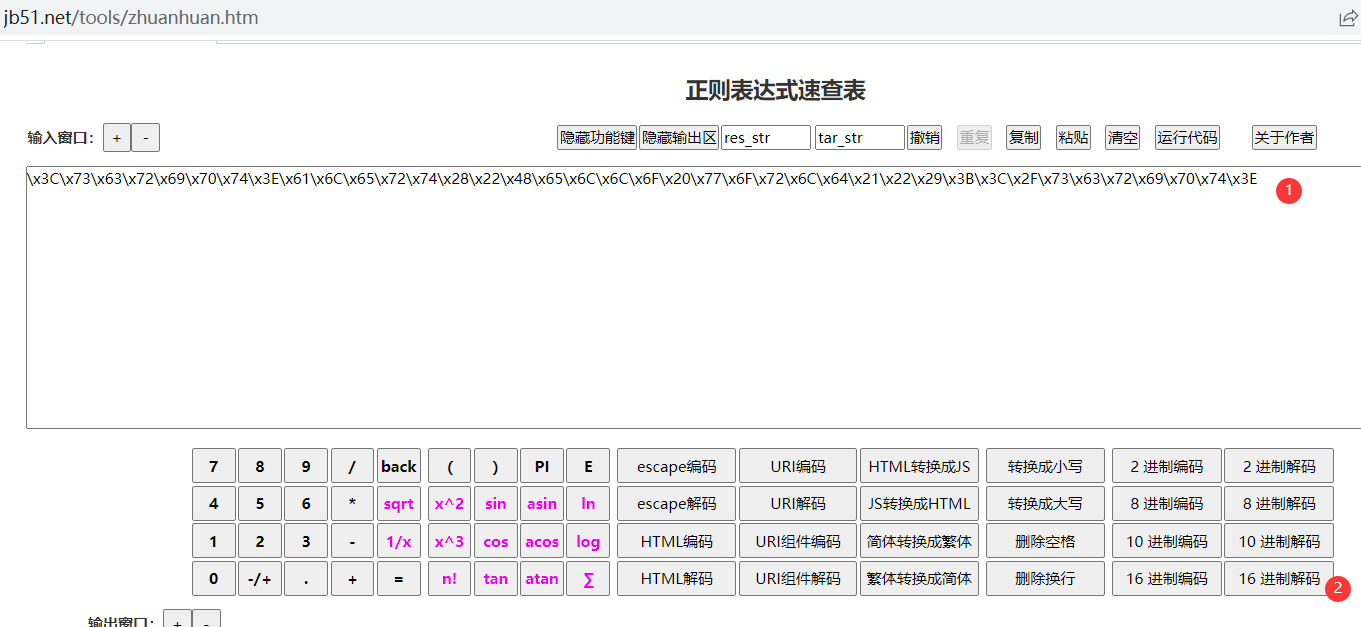 jb51.net/tools/zhuanhuan.htm
正则表达式速查表
输入窗口: + - 隐藏功能键 隐藏输出区 res_str tar_str 撤销 重复 复制 粘贴 清空 运行代码 关于作者
\x3C\x73\x63\x72\x69\x70\x74\x3E\x61\x6C\x65\x72\x74\x28\x22\x48\x65\x6C\x6C\x6F\x20\x77\x6F\x72\x6C\x64\x21\x22\x29\x3B\x3C\x2F\x73\x63\x72\x69\x70\x74\x3E 1
7 8 9 / back ( ) PI E escape编码 URI编码 HTML转换成JS 转换成小写 2 进制编码 2 进制解码
4 5 6 * sqrt x^2 sin asin ln escape解码 URI解码 JS转换成HTML 转换成大写 8 进制编码 8 进制解码
1 2 3 - 1/x x^3 cos acos log HTML编码 URI组件编码 简体转换成繁体 删除空格 10 进制编码 10 进制解码
0 -/+ . + = n! tan atan ∑ HTML解码 URI组件解码 繁体转换成简体 删除换行 16 进制编码 16 进制解码 2
输出窗口: + -